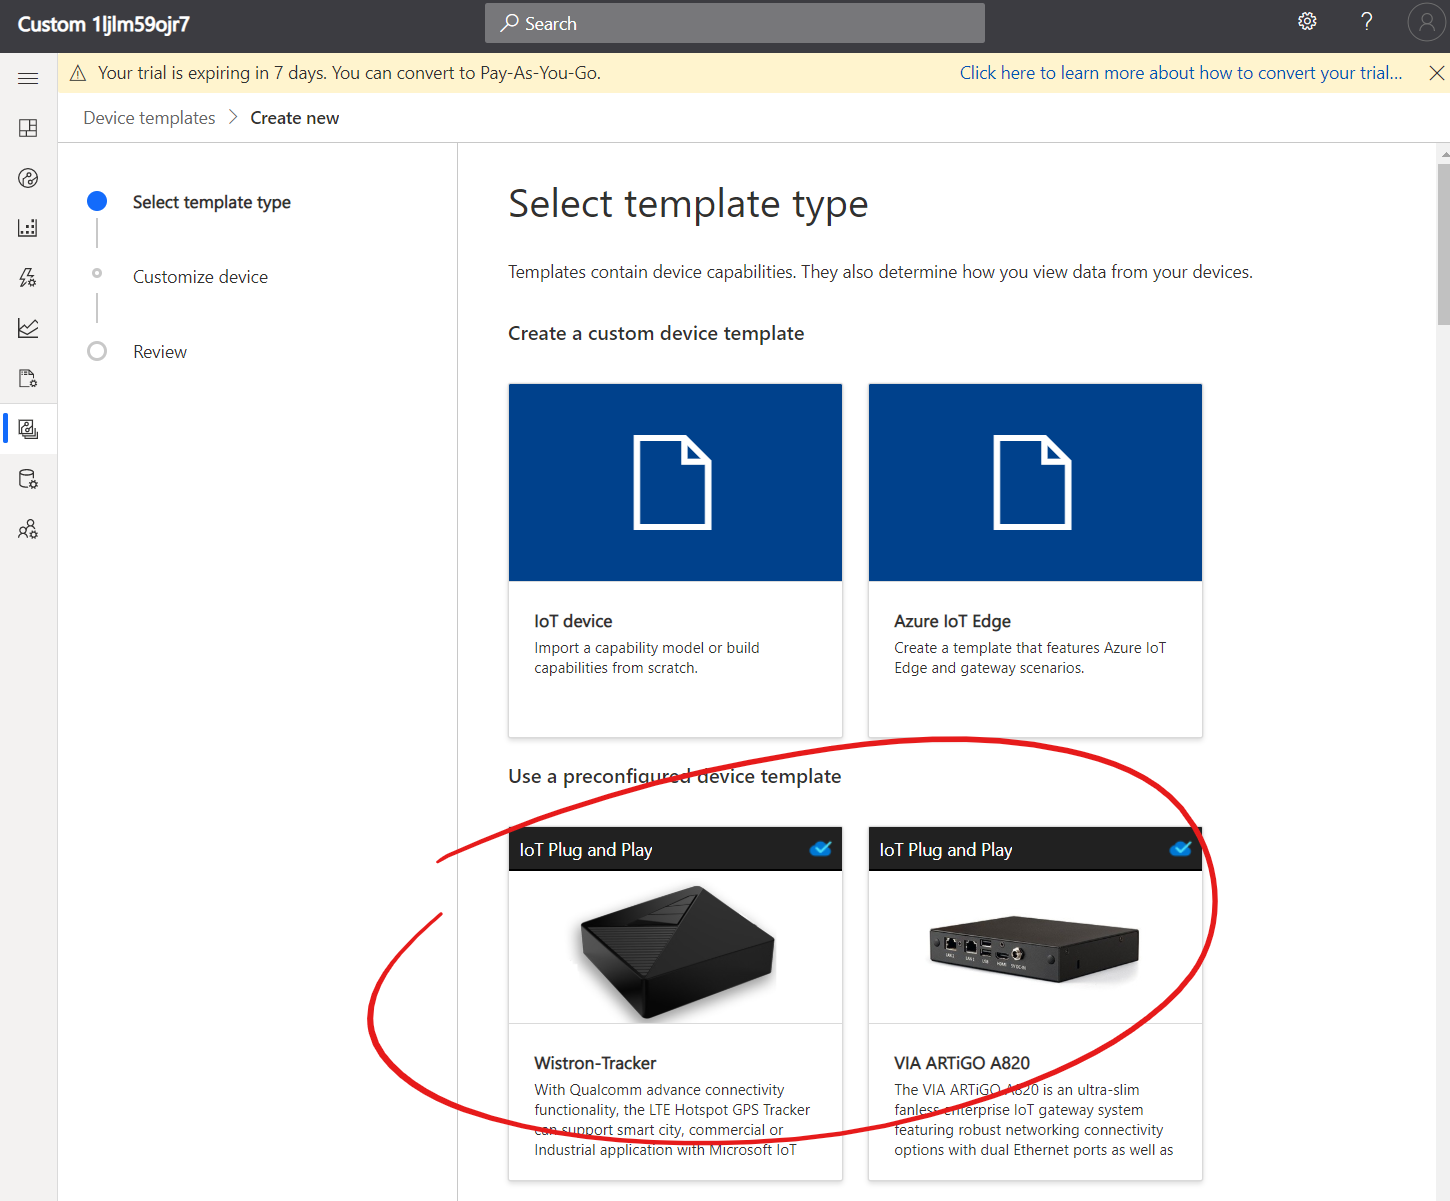 Custom 1ljlm59ojr7
Search
?
Your trial is expiring in 7 days. You can convert to Pay-As-You-Go.
Click here to learn more about how to convert your trial...
Device templates > Create new
Select template type
Customize device
Review
Select template type
Templates contain device capabilities. They also determine how you view data from your devices.
Create a custom device template
IoT device
Import a capability model or build
capabilities from scratch.
Azure IoT Edge
Create a template that features Azure IoT
Edge and gateway scenarios.
Use a preconfigured device template
IoT Plug and Play
Wistron-Tracker
With Qualcomm advance connectivity
functionality, the LTE Hotspot GPS Tracker
can support smart city, commercial or
Industrial application with Microsoft IoT
IoT Plug and Play
VIA ARTiGO A820
The VIA ARTiGO A820 is an ultra-slim
fanless enterprise IoT gateway system
featuring robust networking connectivity
options with dual Ethernet ports as well as